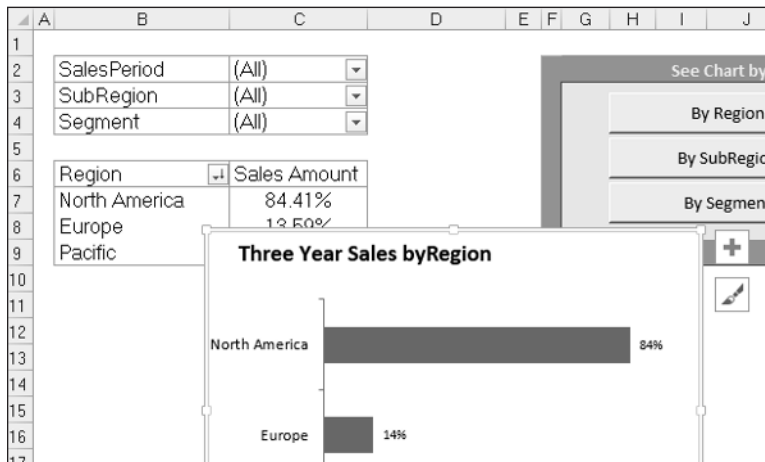 A B C D E F G H I J
1
2 SalesPeriod (All) See Chart by
3 SubRegion (All)
4 Segment (All) By Region
5 By SubRegio
6 Region Sales Amount
7 North America 84.41% By Segmen
8 Europe 13.59%
9 Pacific
Three Year Sales byRegion
10
11
12
North America 84%
13
14
15
16 Europe 14%
17